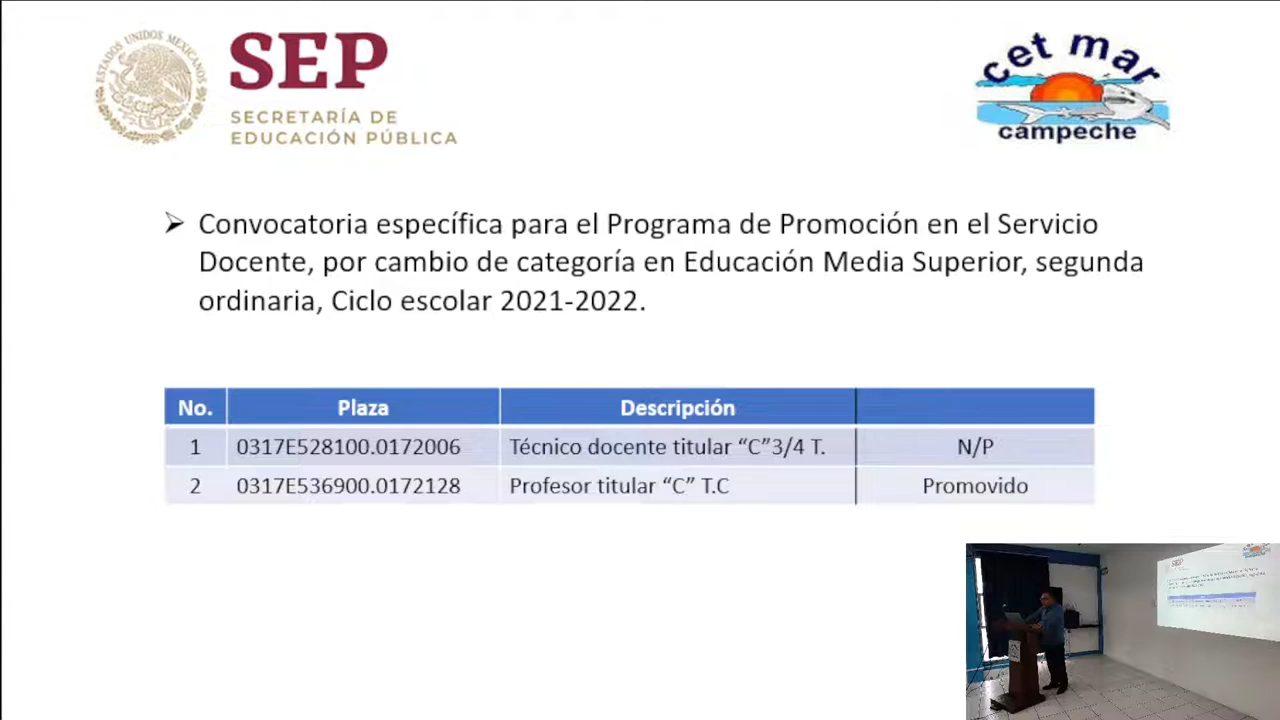 ESTADOS UNIDOS MEXICANOS
SEP
SECRETARÍA DE
EDUCACIÓN PÚBLICA
cet mar
campeche
➢ Convocatoria específica para el Programa de Promoción en el Servicio
Docente, por cambio de categoría en Educación Media Superior, segunda
ordinaria, Ciclo escolar 2021-2022.
No. Plaza Descripción
1 0317E528100.0172006 Técnico docente titular “C”3/4 T. N/P
2 0317E536900.0172128 Profesor titular “C” T.C Promovido
SEP
campeche